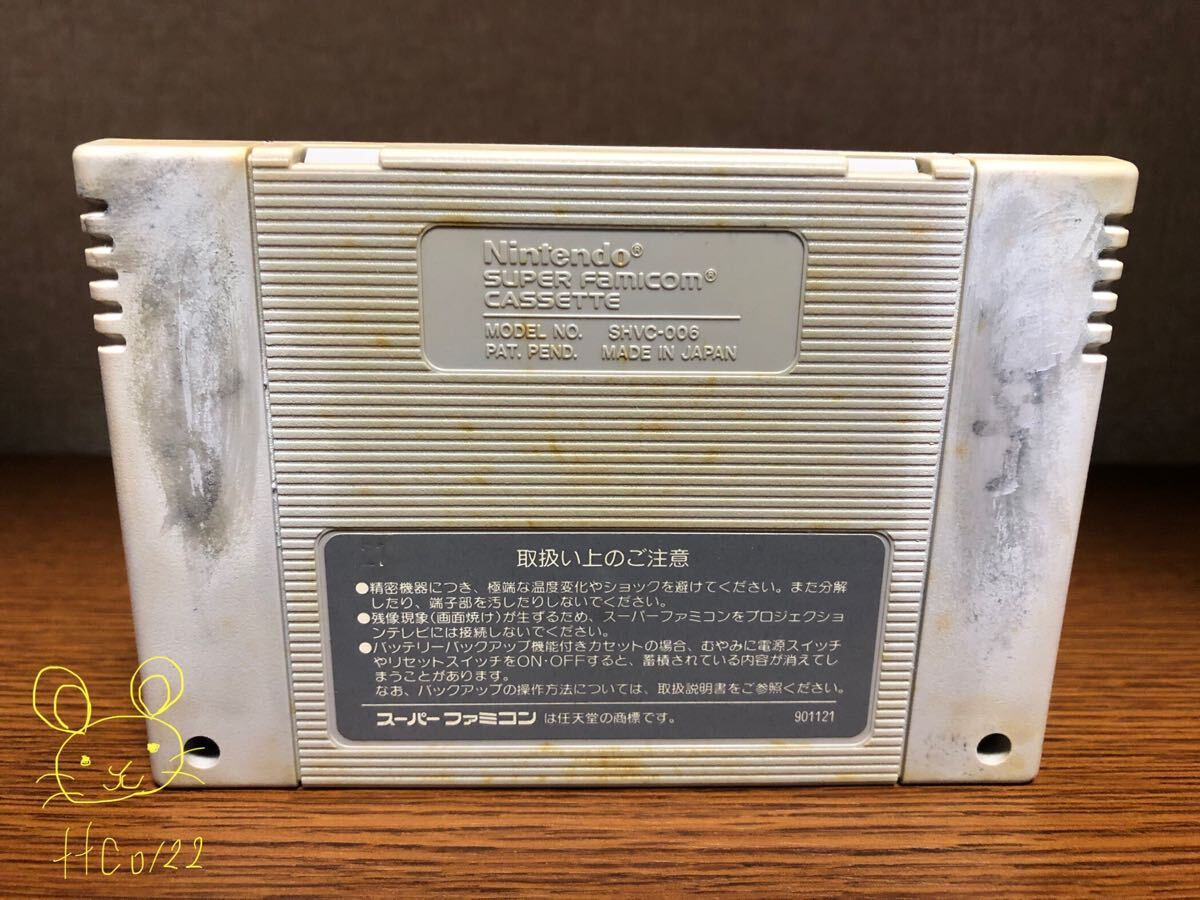 Nintendo®
SUPER FAMICOM®
CASSETTE
MODEL NO. SHVC-006
PAT. PEND. MADE IN JAPAN
取扱い上のご注意
●精密機器につき、極端な温度変化やショックを避けてください。また分解
したり、端子部を汚したりしないでください。
●残像現象(画面焼け)が生ずるため、スーパーファミコンをプロジェクショ
ンテレビには接続しないでください。
●バッテリーバックアップ機能付きカセットの場合、むやみに電源スイッチ
やリセットスイッチをON・OFFすると、蓄積されている内容が消えてし
まうことがあります。
なお、バックアップの操作方法については、取扱説明書をご参照ください。
スーパーファミコンは任天堂の商標です。 901121
HCO122